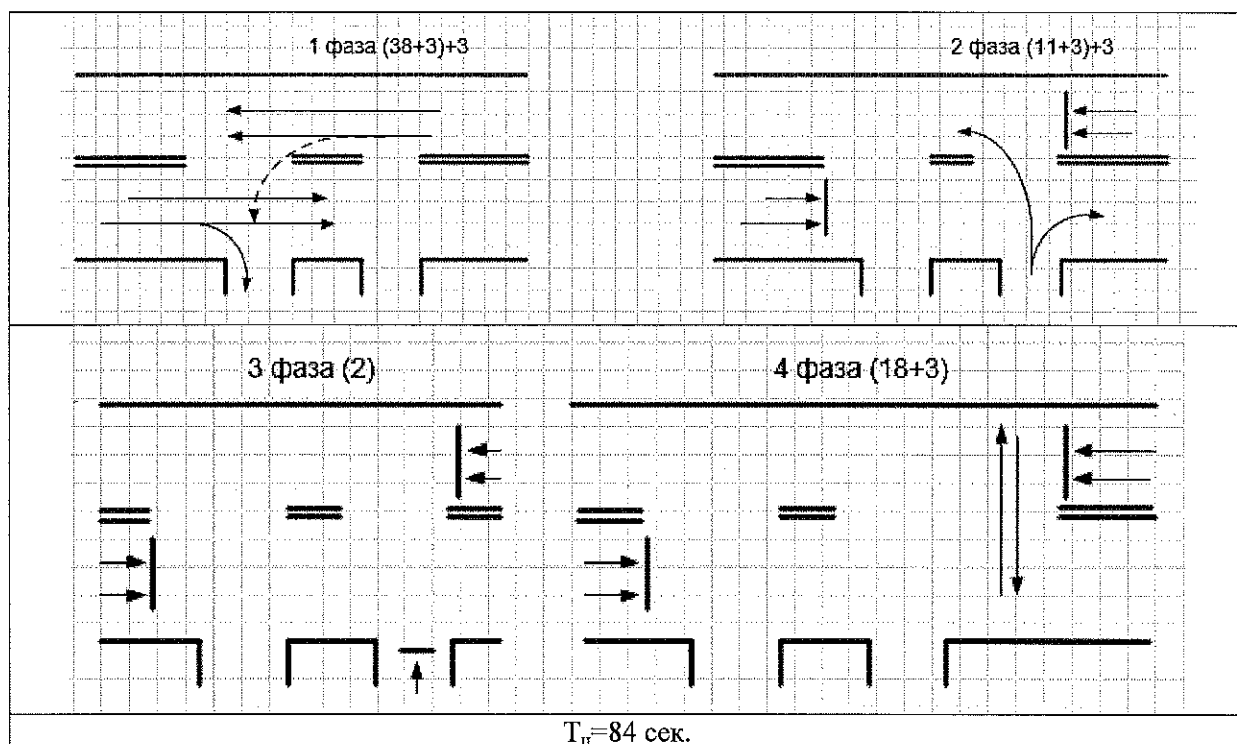 1 фаза (38+3)+3
2 фаза (11+3)+3
3 фаза (2)
4 фаза (18+3)
Тц=84 сек.